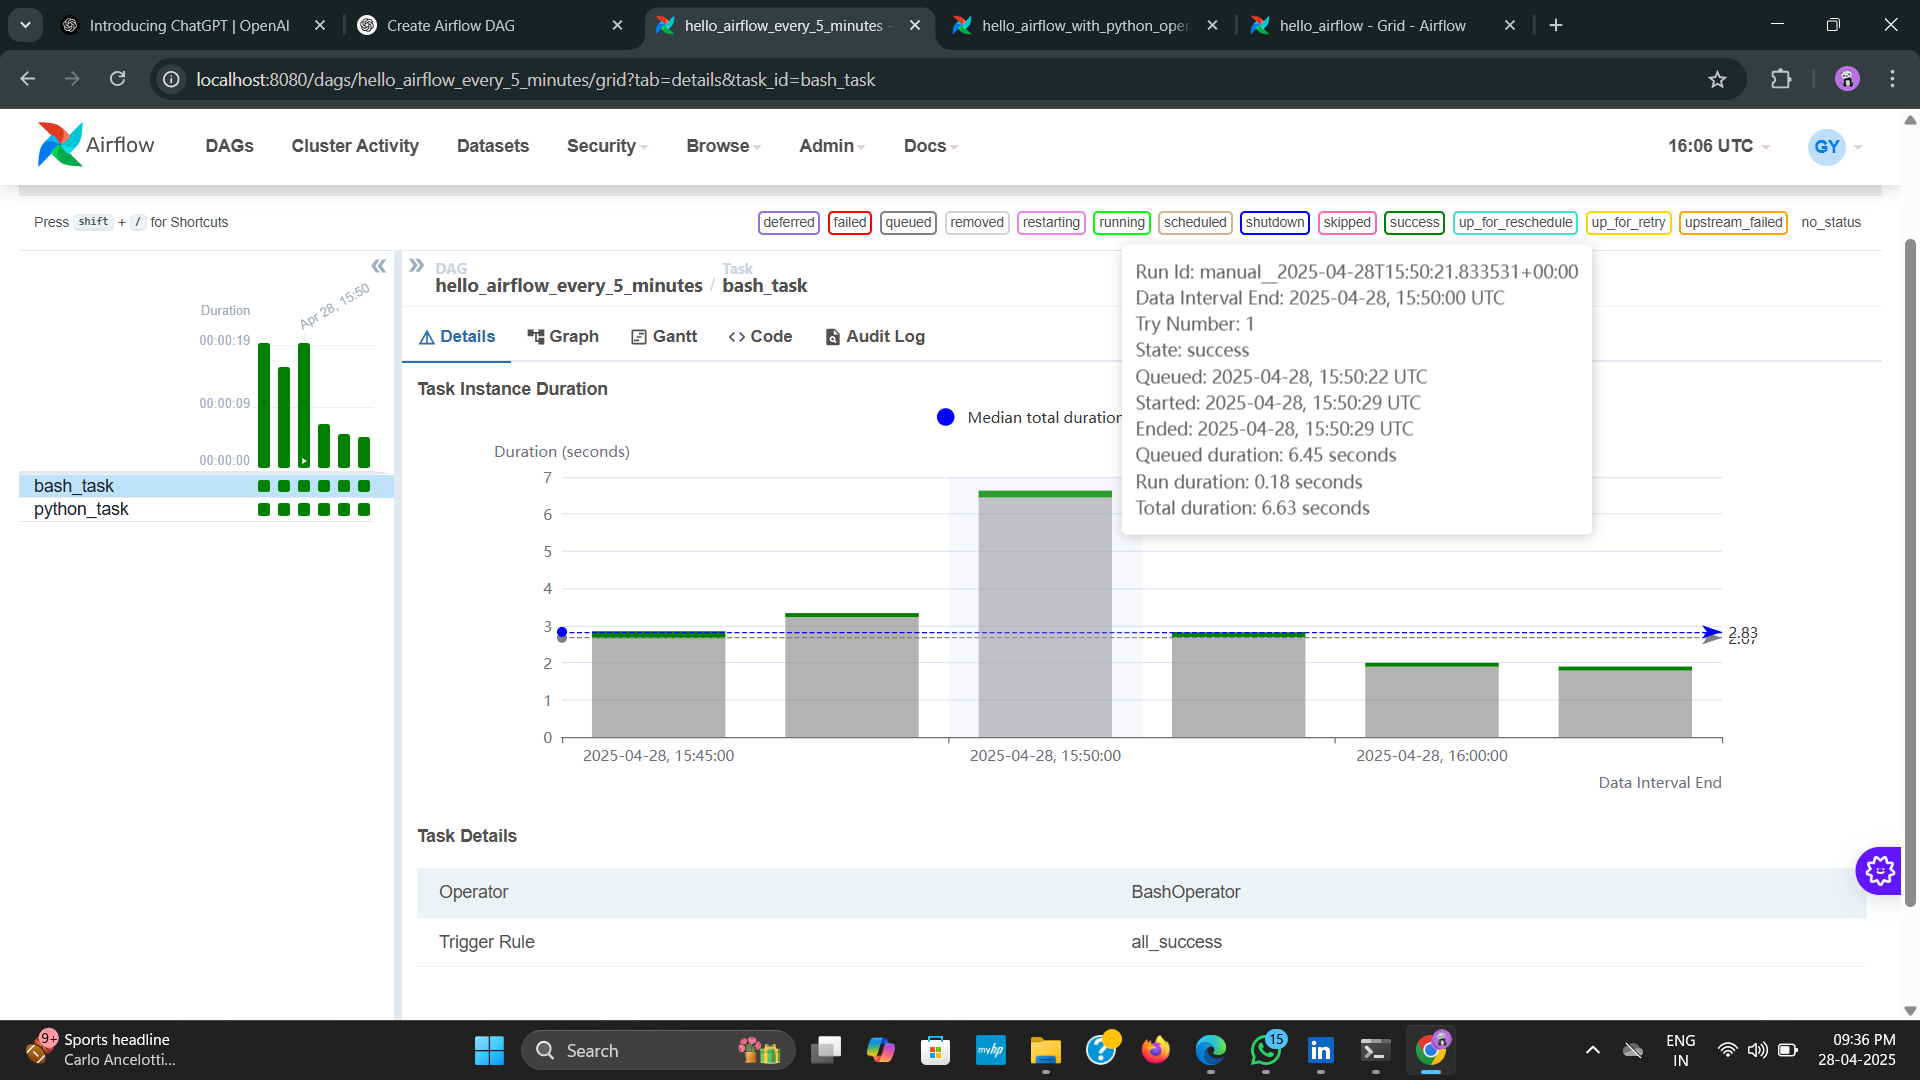 Introducing ChatGPT | OpenAI
Create Airflow DAG
hello_airflow_every_5_minutes -
hello_airflow_with_python_oper
hello_airflow - Grid - Airflow
localhost:8080/dags/hello_airflow_every_5_minutes/grid?tab=details&task_id=bash_task
Airflow
DAGs
Cluster Activity
Datasets
Security
Browse
Admin
Docs
16:06 UTC
GY
Press shift + / for Shortcuts
deferred
failed
queued
removed
restarting
running
scheduled
shutdown
skipped
success
up_for_reschedule
up_for_retry
upstream_failed
no_status
Duration
Apr 28, 15:50
00:00:19
00:00:09
00:00:00
bash_task
python_task
DAG
hello_airflow_every_5_minutes
/
Task
bash_task
Details
Graph
Gantt
Code
Audit Log
Task Instance Duration
Median total duration
Run Id: manual__2025-04-28T15:50:21.833531+00:00
Data Interval End: 2025-04-28, 15:50:00 UTC
Try Number: 1
State: success
Queued: 2025-04-28, 15:50:22 UTC
Started: 2025-04-28, 15:50:29 UTC
Ended: 2025-04-28, 15:50:29 UTC
Queued duration: 6.45 seconds
Run duration: 0.18 seconds
Total duration: 6.63 seconds
Duration (seconds)
7
6
5
4
3
2
1
0
2.83
2025-04-28, 15:45:00
2025-04-28, 15:50:00
2025-04-28, 16:00:00
Data Interval End
Task Details
Operator
BashOperator
Trigger Rule
all_success
9+
Sports headline
Carlo Ancelotti...
Search
myhp
15
ENG
IN
09:36 PM
28-04-2025